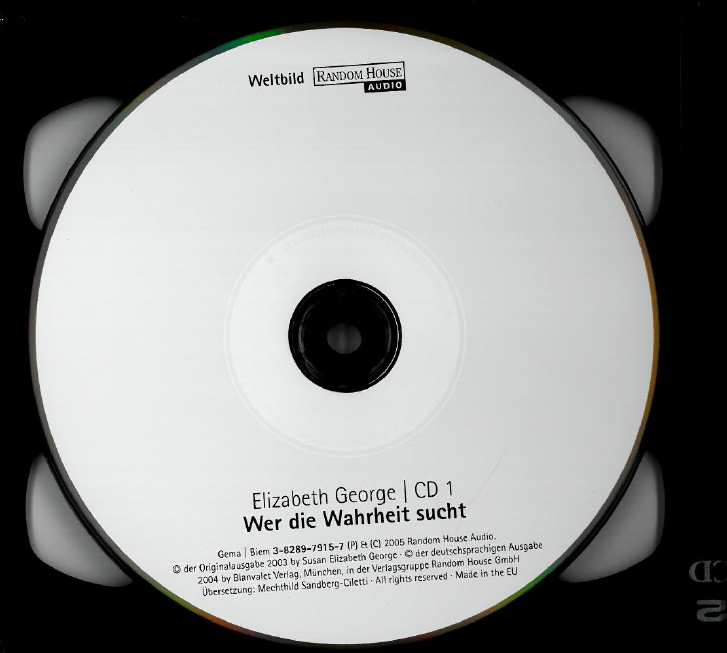 Weltbild RANDOM HOUSE
AUDIO
Elizabeth George | CD 1
Wer die Wahrheit sucht
Gema | Biem 3-8289-7915-7 (P) & (C) 2005 Random House Audio.
© der Originalausgabe 2003 by Susan Elizabeth George · © der deutschsprachigen Ausgabe
2004 by Blanvalet Verlag, München, in der Verlagsgruppe Random House GmbH
Übersetzung: Mechthild Sandberg-Ciletti · All rights reserved · Made in the EU